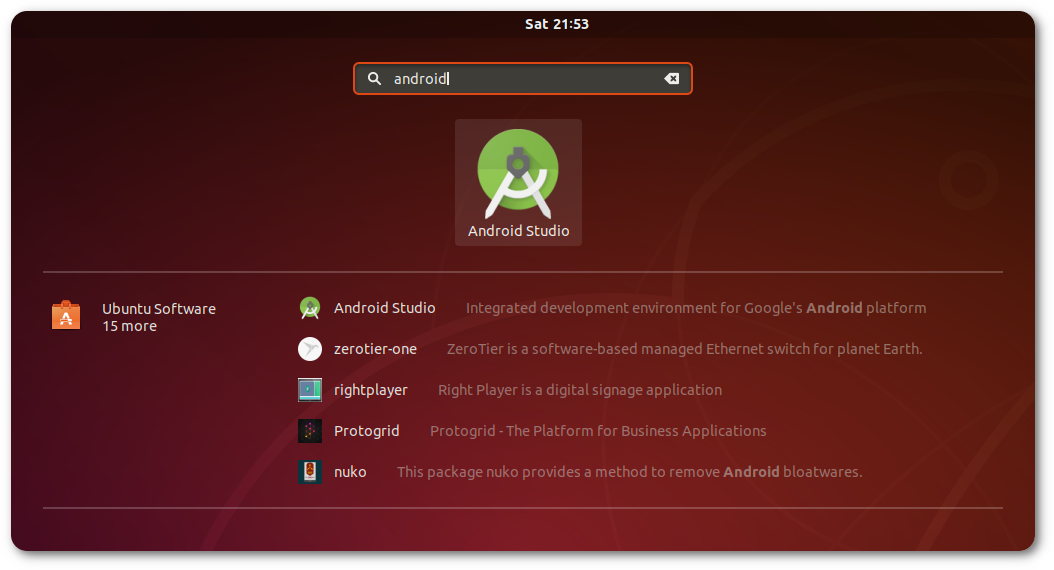 Sat 21:53
android
Android Studio
Ubuntu Software
15 more
Android Studio Integrated development environment for Google's Android platform
zerotier-one ZeroTier is a software-based managed Ethernet switch for planet Earth.
rightplayer Right Player is a digital signage application
Protogrid Protogrid - The Platform for Business Applications
nuko This package nuko provides a method to remove Android bloatwares.